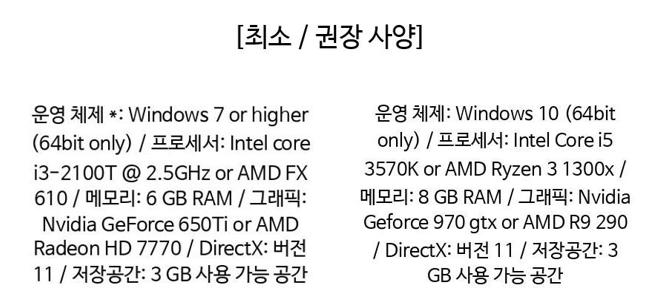 [최소 / 권장 사양]
운영 체제 *: Windows 7 or higher
(64bit only) / 프로세서: Intel core
i3-2100T @ 2.5GHz or AMD FX
610 / 메모리: 6 GB RAM / 그래픽:
Nvidia GeForce 650Ti or AMD
Radeon HD 7770 / DirectX: 버전
11 / 저장공간: 3 GB 사용 가능 공간
운영 체제: Windows 10 (64bit
only) / 프로세서: Intel Core i5
3570K or AMD Ryzen 3 1300x /
메모리: 8 GB RAM / 그래픽: Nvidia
Geforce 970 gtx or AMD R9 290
/ DirectX: 버전 11 / 저장공간: 3
GB 사용 가능 공간